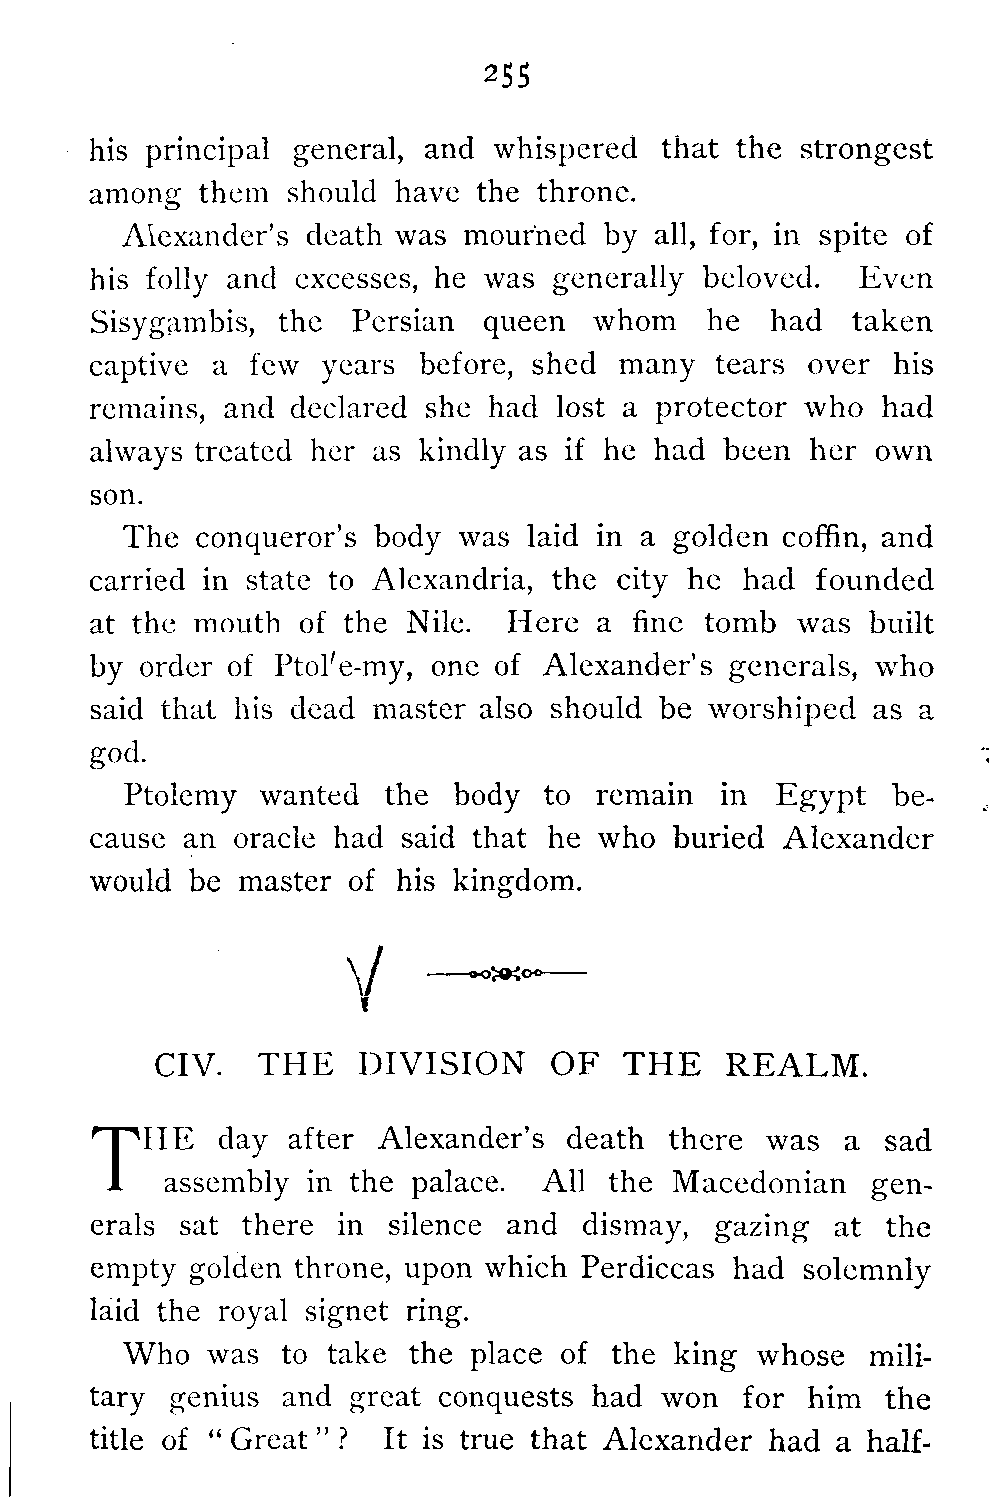 255
his principal general, and whispered that the strongest
among them should have the throne.
Alexander's death was mourned by all, for, in spite of
his folly and excesses, he was generally beloved. Even
Sisygambis, the Persian queen whom he had taken
captive a few years before, shed many tears over his
remains, and declared she had lost a protector who had
always treated her as kindly as if he had been her own
son.
The conqueror's body was laid in a golden coffin, and
carried in state to Alexandria, the city he had founded
at the mouth of the Nile. Here a fine tomb was built
by order of Ptol'e-my, one of Alexander's generals, who
said that his dead master also should be worshiped as a
god.
Ptolemy wanted the body to remain in Egypt be-
cause an oracle had said that he who buried Alexander
would be master of his kingdom.
CIV. THE DIVISION OF THE REALM.
THE day after Alexander's death there was a sad
assembly in the palace. All the Macedonian gen-
erals sat there in silence and dismay, gazing at the
empty golden throne, upon which Perdiccas had solemnly
laid the royal signet ring.
Who was to take the place of the king whose mili-
tary genius and great conquests had won for him the
title of "Great"? It is true that Alexander had a half-